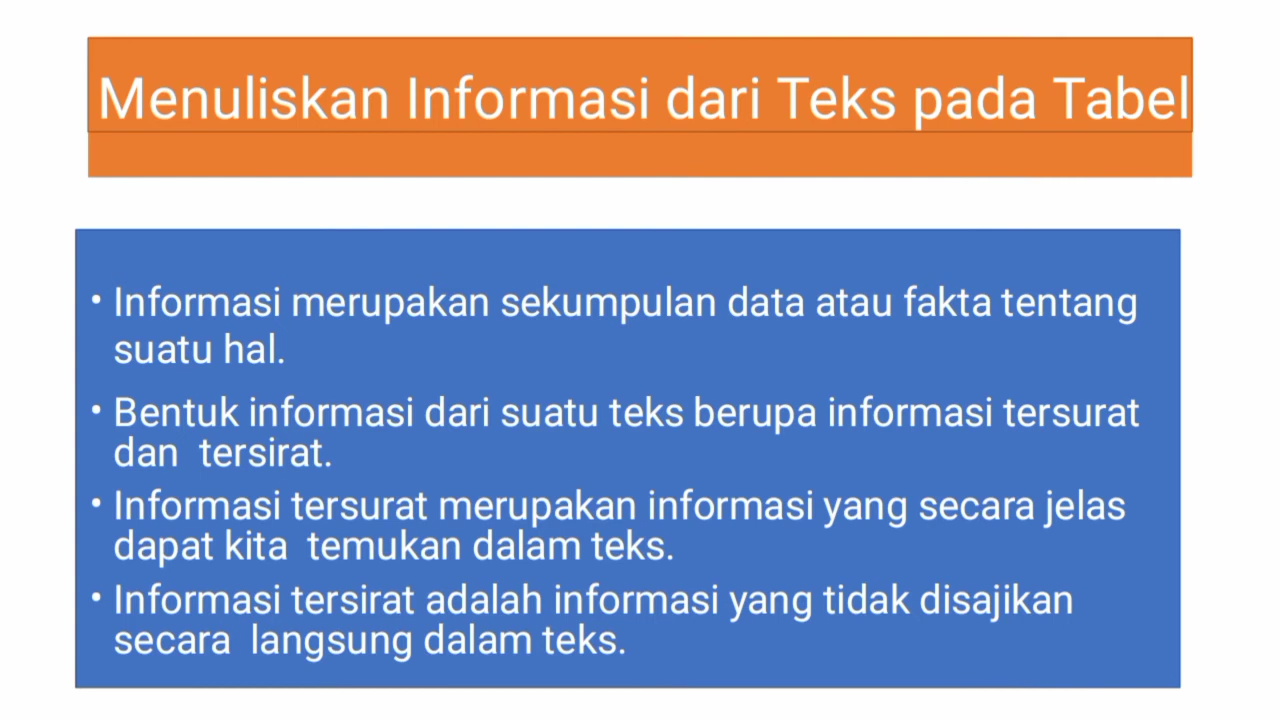 Menuliskan Informasi dari Teks pada Tabel
• Informasi merupakan sekumpulan data atau fakta tentang
suatu hal.
• Bentuk informasi dari suatu teks berupa informasi tersurat
dan tersirat.
• Informasi tersurat merupakan informasi yang secara jelas
dapat kita temukan dalam teks.
• Informasi tersirat adalah informasi yang tidak disajikan
secara langsung dalam teks.